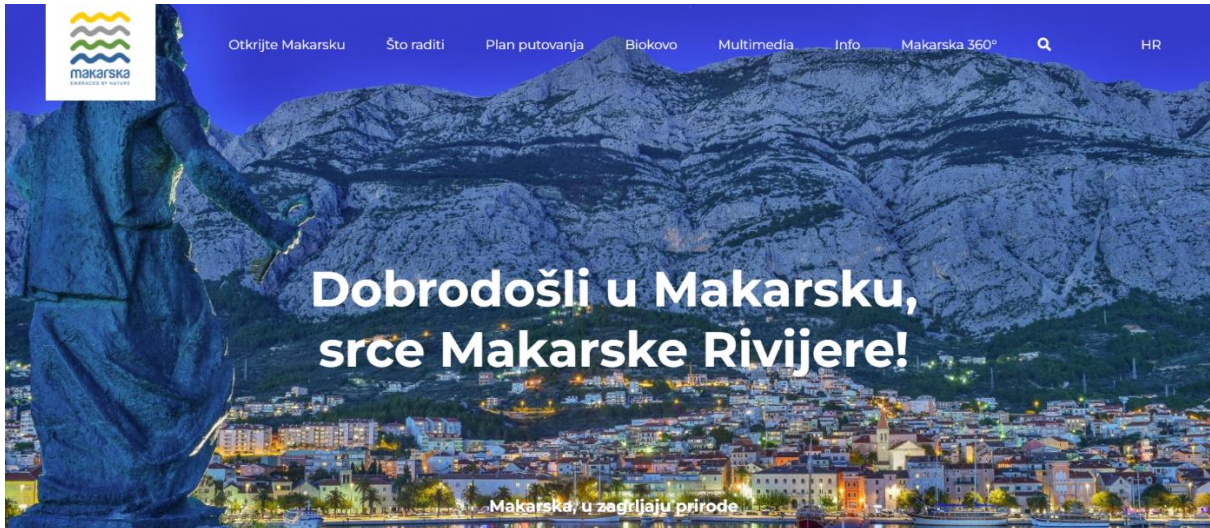 makarska
EMBRACED BY NATURE
Otkrijte Makarsku
Što raditi
Plan putovanja
Biokovo
Multimedia
Info
Makarska 360°
HR
Dobrodošli u Makarsku,
srce Makarske Rivijere!
Makarska, u zagrljaju prirode